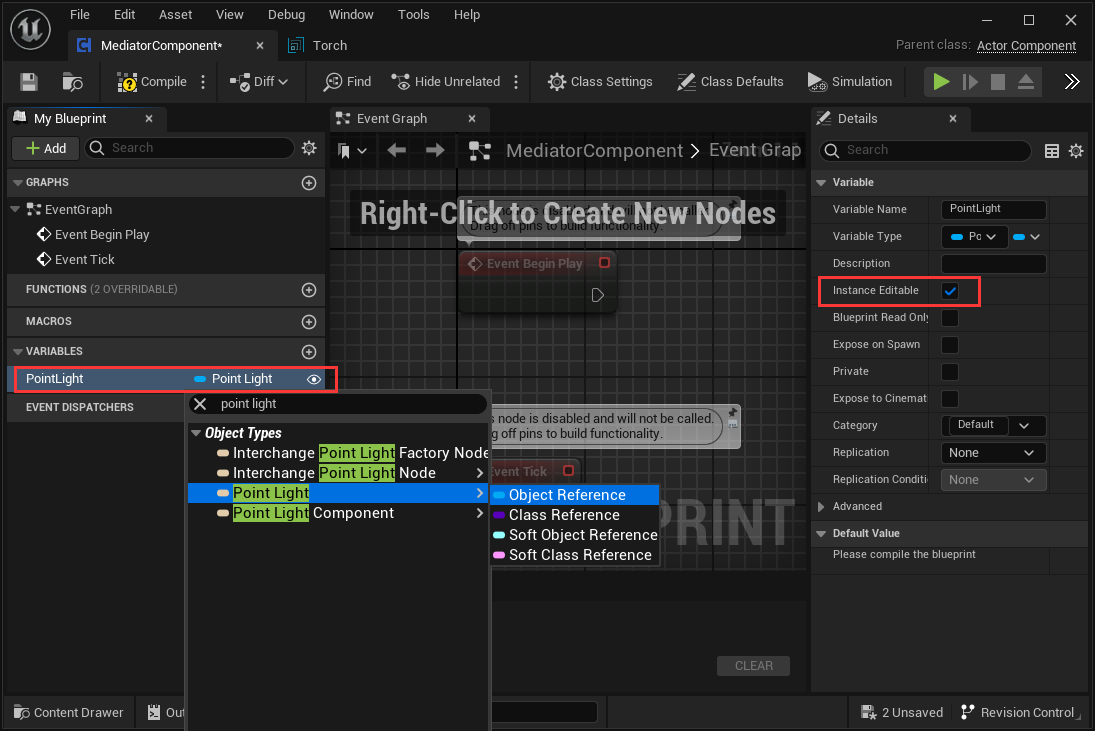 File Edit Asset View Debug Window Tools Help
MediatorComponent*
Torch
Parent class: Actor Component
Compile
Diff
Find
Hide Unrelated
Class Settings
Class Defaults
Simulation
My Blueprint
Add
Search
GRAPHS
EventGraph
Event Begin Play
Event Tick
FUNCTIONS (2 OVERRIDABLE)
MACROS
VARIABLES
PointLight Point Light
EVENT DISPATCHERS
point light
Object Types
Interchange Point Light Factory Node
Interchange Point Light Node
Point Light
Point Light Component
Object Reference
Class Reference
Soft Object Reference
Soft Class Reference
Event Graph
MediatorComponent > Event Grap
Right-Click to Create New Nodes
Drag off pins to build functionality.
Event Begin Play
s node is disabled and will not be called.
g off pins to build functionality.
Event Tick
PRINT
CLEAR
Details
Search
Variable
Variable Name PointLight
Variable Type Po
Description
Instance Editable
Blueprint Read Only
Expose on Spawn
Private
Expose to Cinemat
Category Default
Replication None
Replication Conditi None
Advanced
Default Value
Please compile the blueprint
Content Drawer
Out
2 Unsaved
Revision Control